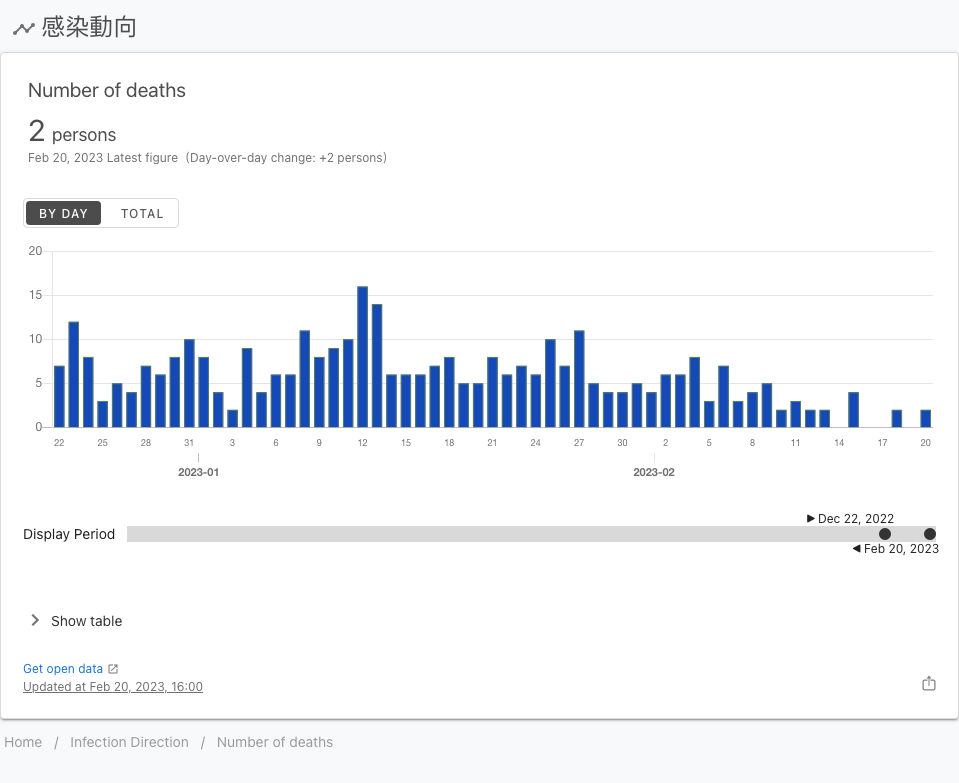 感染動向
Number of deaths
2 persons
Feb 20, 2023 Latest figure (Day-over-day change: +2 persons)
BY DAY TOTAL
20
15
10
5
0
22 25 28 31 3 6 9 12 15 18 21 24 27 30 2 5 8 11 14 17 20
2023-01 2023-02
Dec 22, 2022
Display Period
Feb 20, 2023
Show table
Get open data
Updated at Feb 20, 2023, 16:00
Home / Infection Direction / Number of deaths